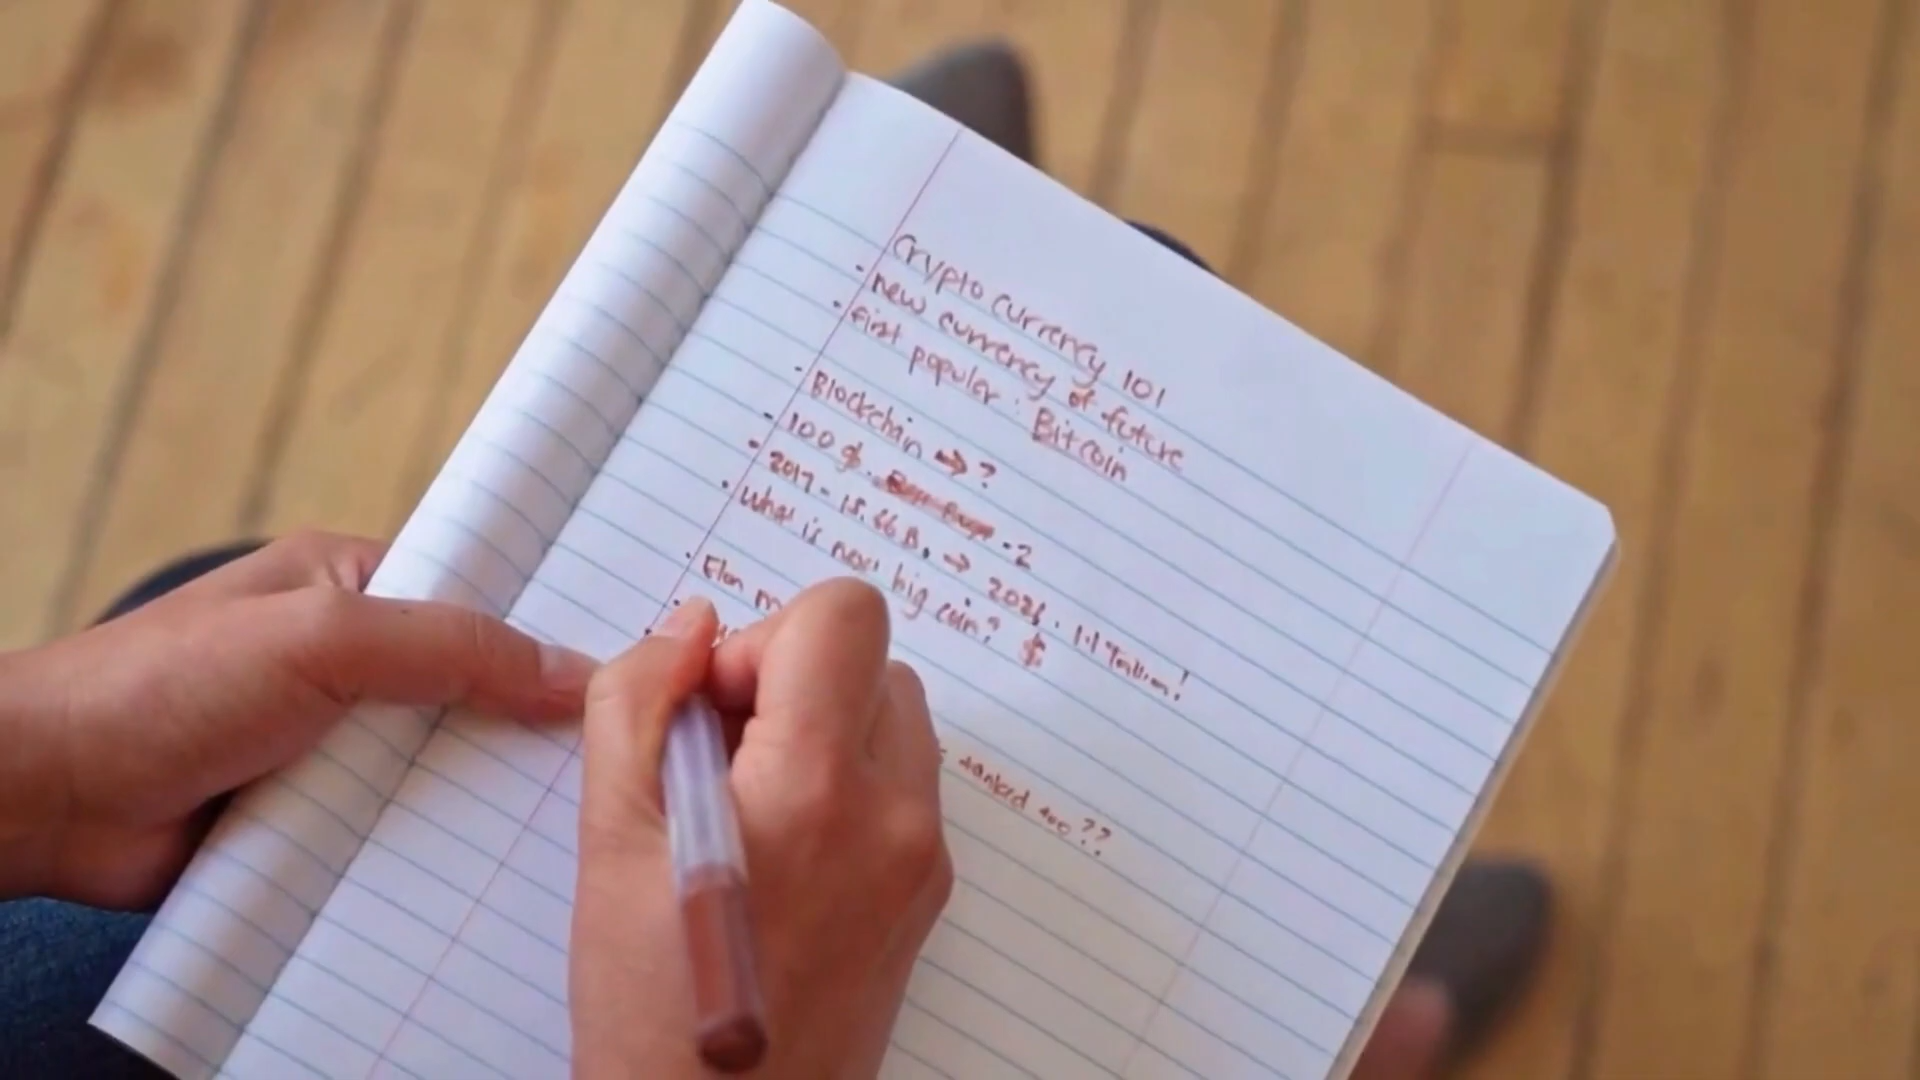 Crypto currency 101
· new currency of future
· first popular : Bitcoin
· Blockchain → ?
· 100 $. -2
· 2017 - 15.66 B. → 1.1 Trillion!
· What is next big coin? $
· Elon m
tanked too ??